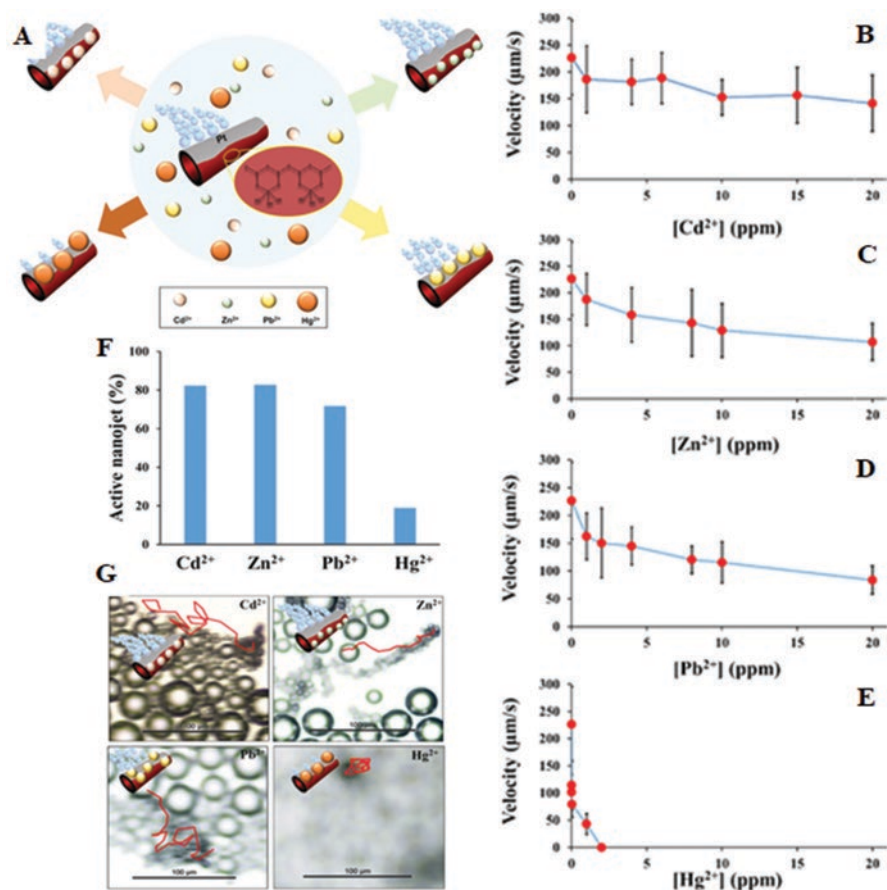 A
Pt
Cd²⁺
Zn²⁺
Pb²⁺
Hg²⁺
B
Velocity (µm/s)
300
250
200
150
100
50
0
0
5
10
15
20
[Cd²⁺] (ppm)
C
Velocity (µm/s)
300
250
200
150
100
50
0
0
5
10
15
20
[Zn²⁺] (ppm)
D
Velocity (µm/s)
300
250
200
150
100
50
0
0
5
10
15
20
[Pb²⁺] (ppm)
E
Velocity (µm/s)
300
250
200
150
100
50
0
0
5
10
15
20
[Hg²⁺] (ppm)
F
Active nanojet (%)
100
80
60
40
20
0
Cd²⁺
Zn²⁺
Pb²⁺
Hg²⁺
G
Cd²⁺
Zn²⁺
Pb²⁺
100 µm
Hg²⁺
100 µm